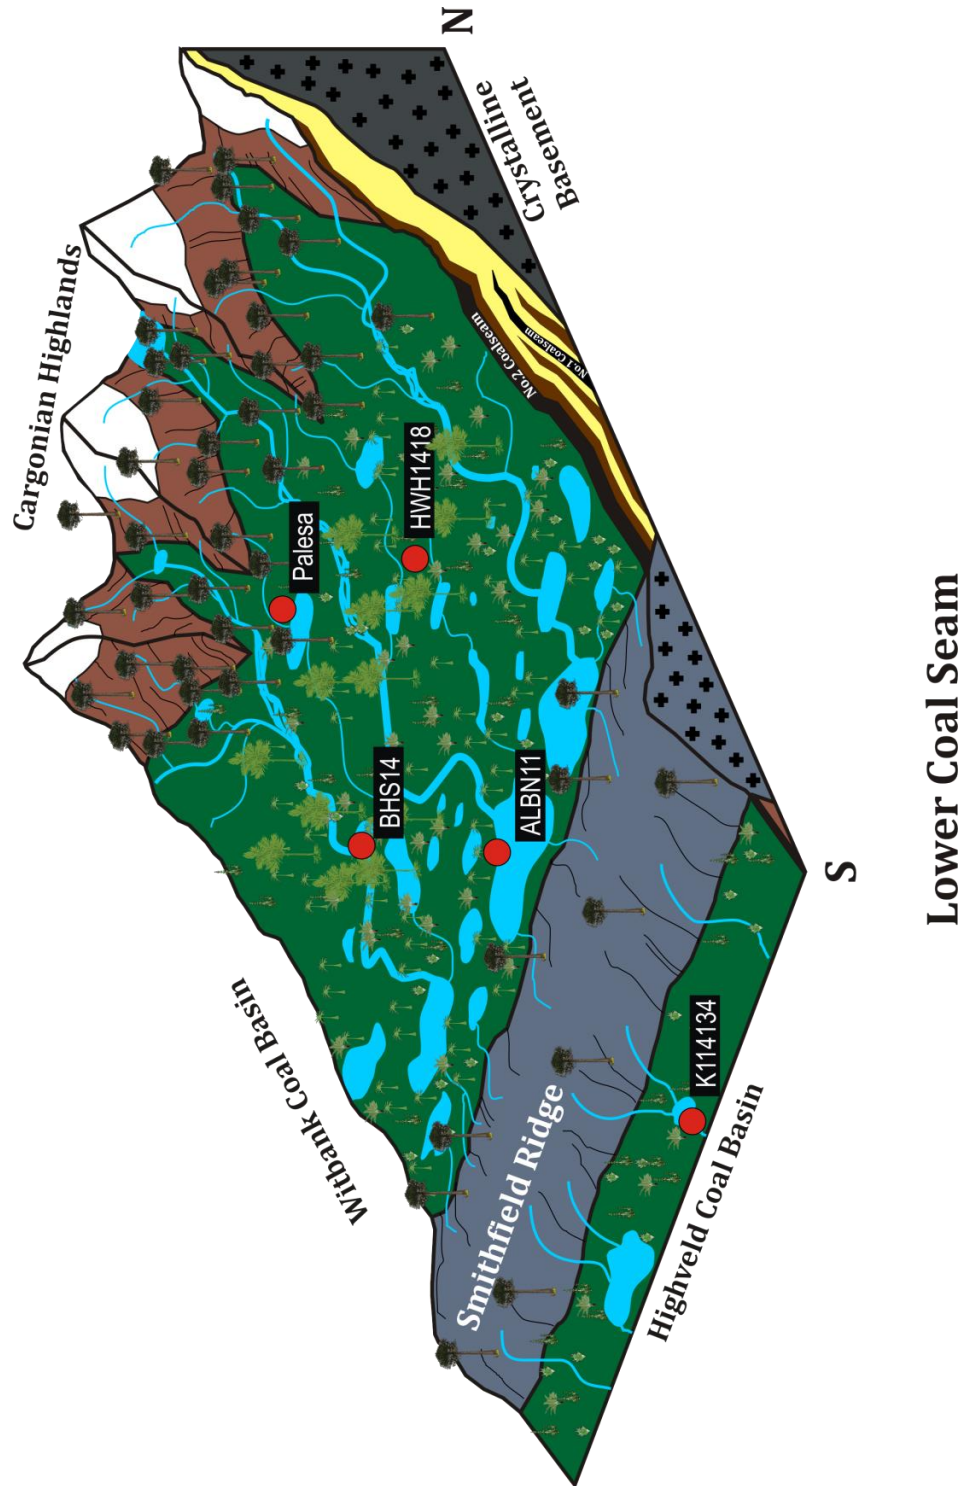 N
Cargonian Highlands
Crystalline
Basement
No.2 Coalseam
No.1 Coalseam
Palesa
HWH1418
BHS14
ALBN11
S
Withank Coal Basin
Smithfield Ridge
K114134
Highveld Coal Basin
Lower Coal Seam